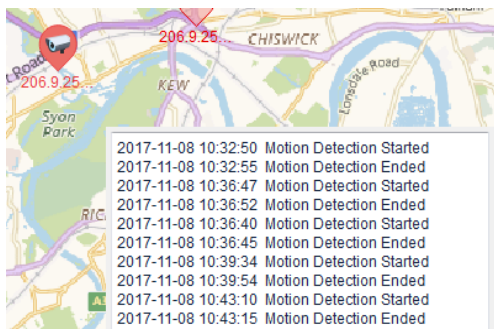 206.9.25...
CHISWICK
206.9.25...
Road
KEW
Lonsdale Road
Syon
Park
2017-11-08 10:32:50 Motion Detection Started
2017-11-08 10:32:55 Motion Detection Ended
2017-11-08 10:36:47 Motion Detection Started
2017-11-08 10:36:52 Motion Detection Ended
2017-11-08 10:36:40 Motion Detection Started
2017-11-08 10:36:45 Motion Detection Ended
RIC
2017-11-08 10:39:34 Motion Detection Started
2017-11-08 10:39:54 Motion Detection Ended
2017-11-08 10:43:10 Motion Detection Started
A
2017-11-08 10:43:15 Motion Detection Ended